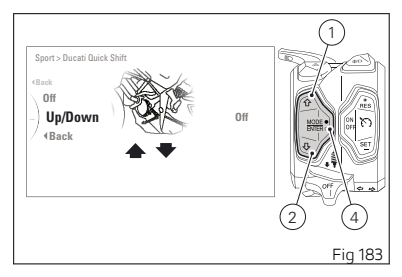 Sport > Ducati Quick Shift
Back
Off
Up/Down
Back
Off
1
RES
ON
OFF
MODE
ENTER
SET
OFF
2
4
Fig 183